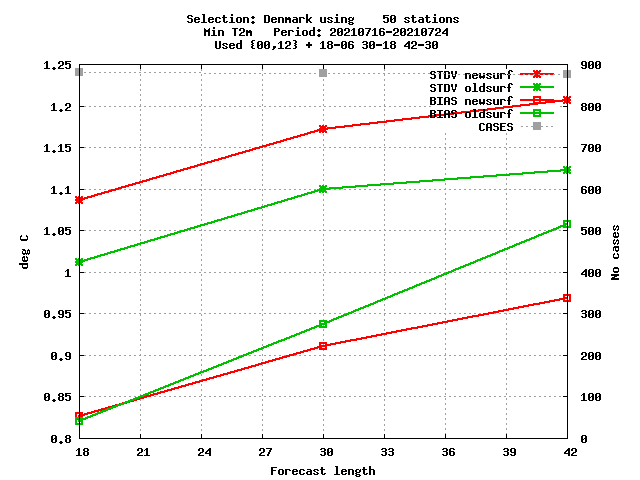 Selection: Denmark using    50 stations
Min T2m   Period: 20210716-20210724
Used {00,12} + 18-06 30-18 42-30
1.25
1.2
1.15
1.1
1.05
1
0.95
0.9
0.85
0.8
deg C
900
800
700
600
500
400
300
200
100
0
No cases
STDV newsurf
STDV oldsurf
BIAS newsurf
BIAS oldsurf
CASES
18 21 24 27 30 33 36 39 42
Forecast length